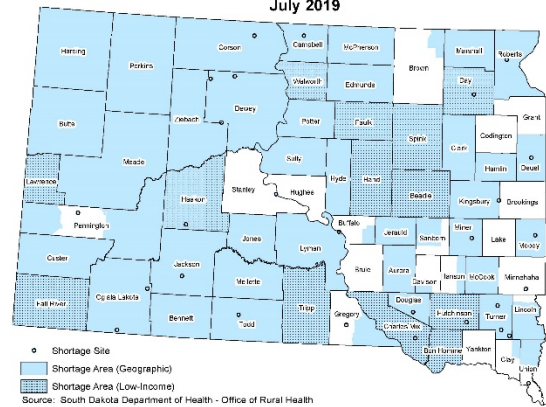 July 2019
Harding
Perkins
Corson
Campbell
McPherson
Brown
Marshall
Roberts
Walworth
Edmunds
Day
Butte
Ziebach
Dewey
Potter
Faulk
Spink
Clark
Codington
Grant
Meade
Sully
Hyde
Hand
Hamlin
Deuel
Lawrence
Haakon
Stanley
Hughes
Beadle
Kingsbury
Brookings
Pennington
Buffalo
Jerauld
Sanborn
Miner
Lake
Moody
Custer
Jackson
Jones
Lyman
Brule
Aurora
Davison
Hanson
McCook
Minnehaha
Fall River
Oglala Lakota
Bennett
Mellette
Todd
Tripp
Gregory
Douglas
Charles Mix
Hutchinson
Turner
Lincoln
Bon Homme
Yankton
Clay
Union
Shortage Site
Shortage Area (Geographic)
Shortage Area (Low-Income)
Source: South Dakota Department of Health - Office of Rural Health